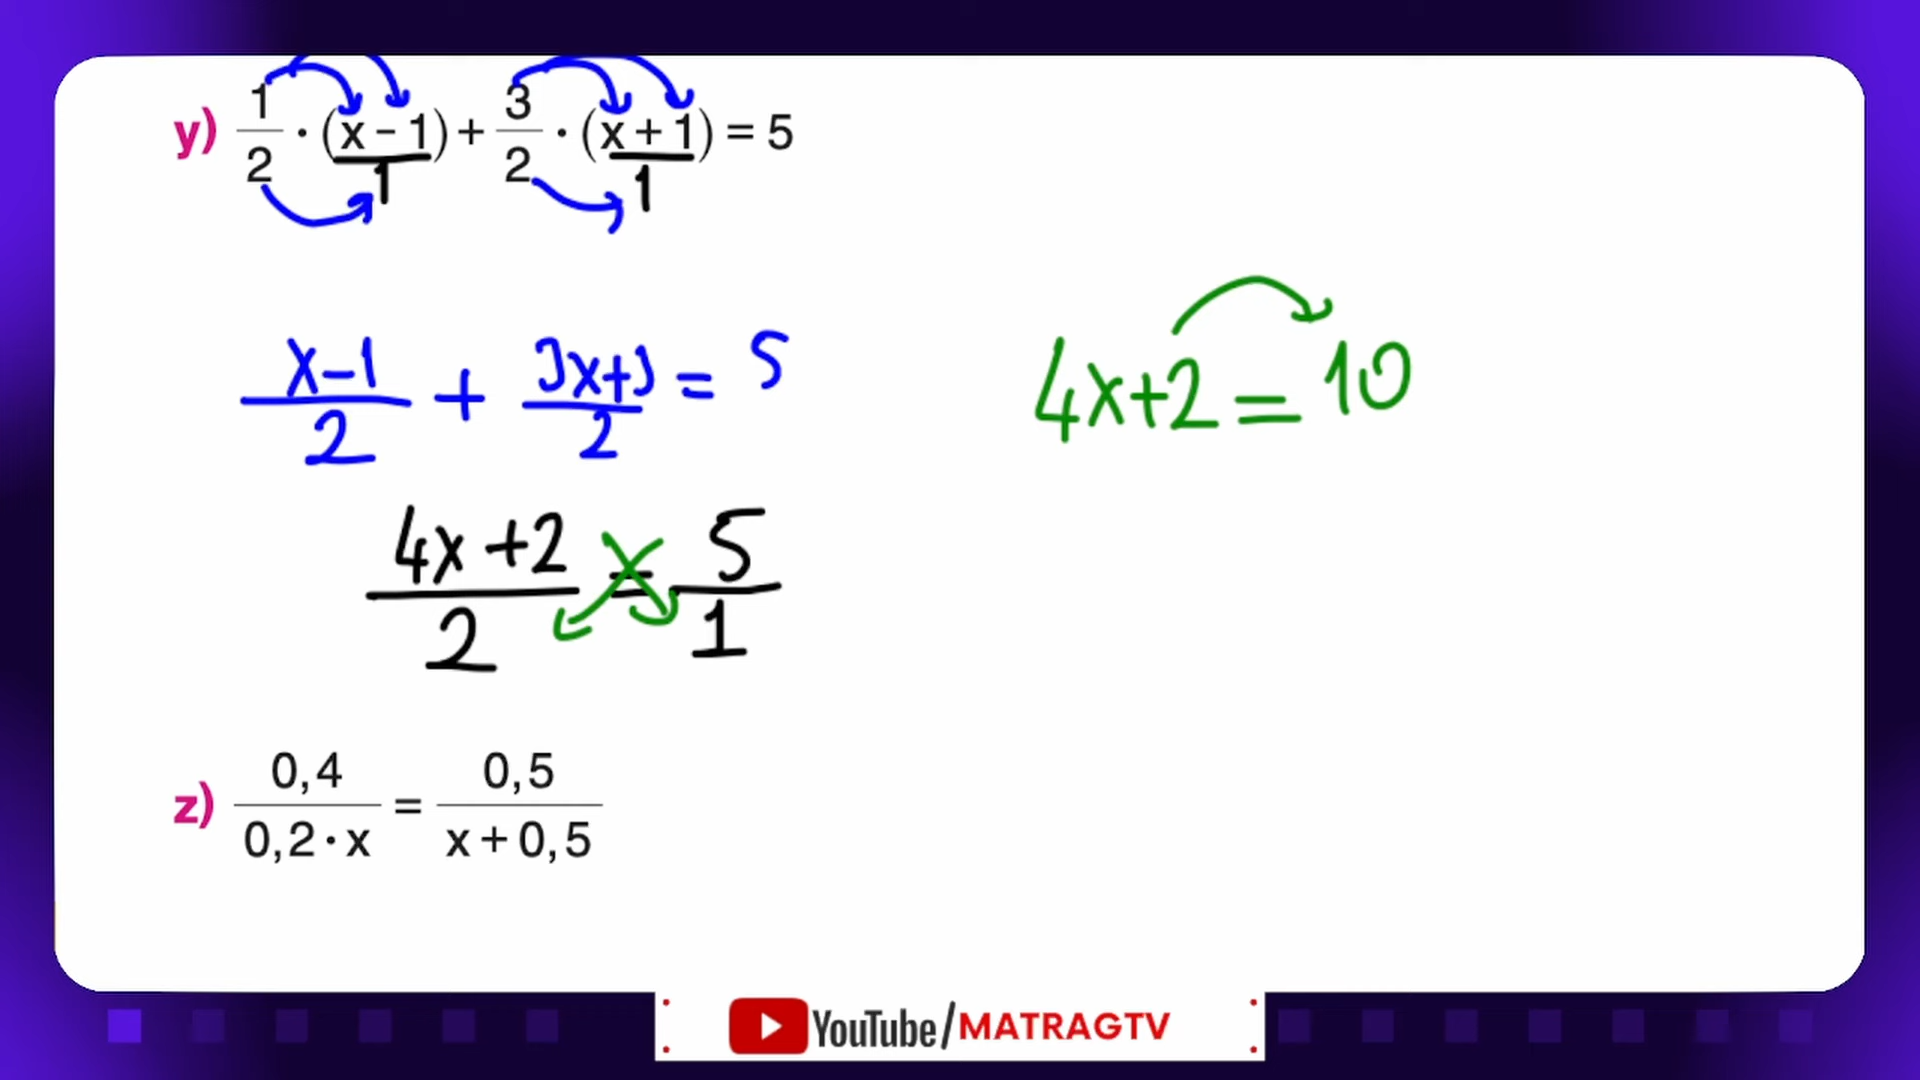 y) 1/2 · (x - 1) + 3/2 · (x + 1) = 5
1 1
x-1/2 + 3x+3/2 = 5
4x+2 = 10
4x+2/2 = 5/1
z) 0,4/0,2 · x = 0,5/x + 0,5
YouTube/MATRAGTV